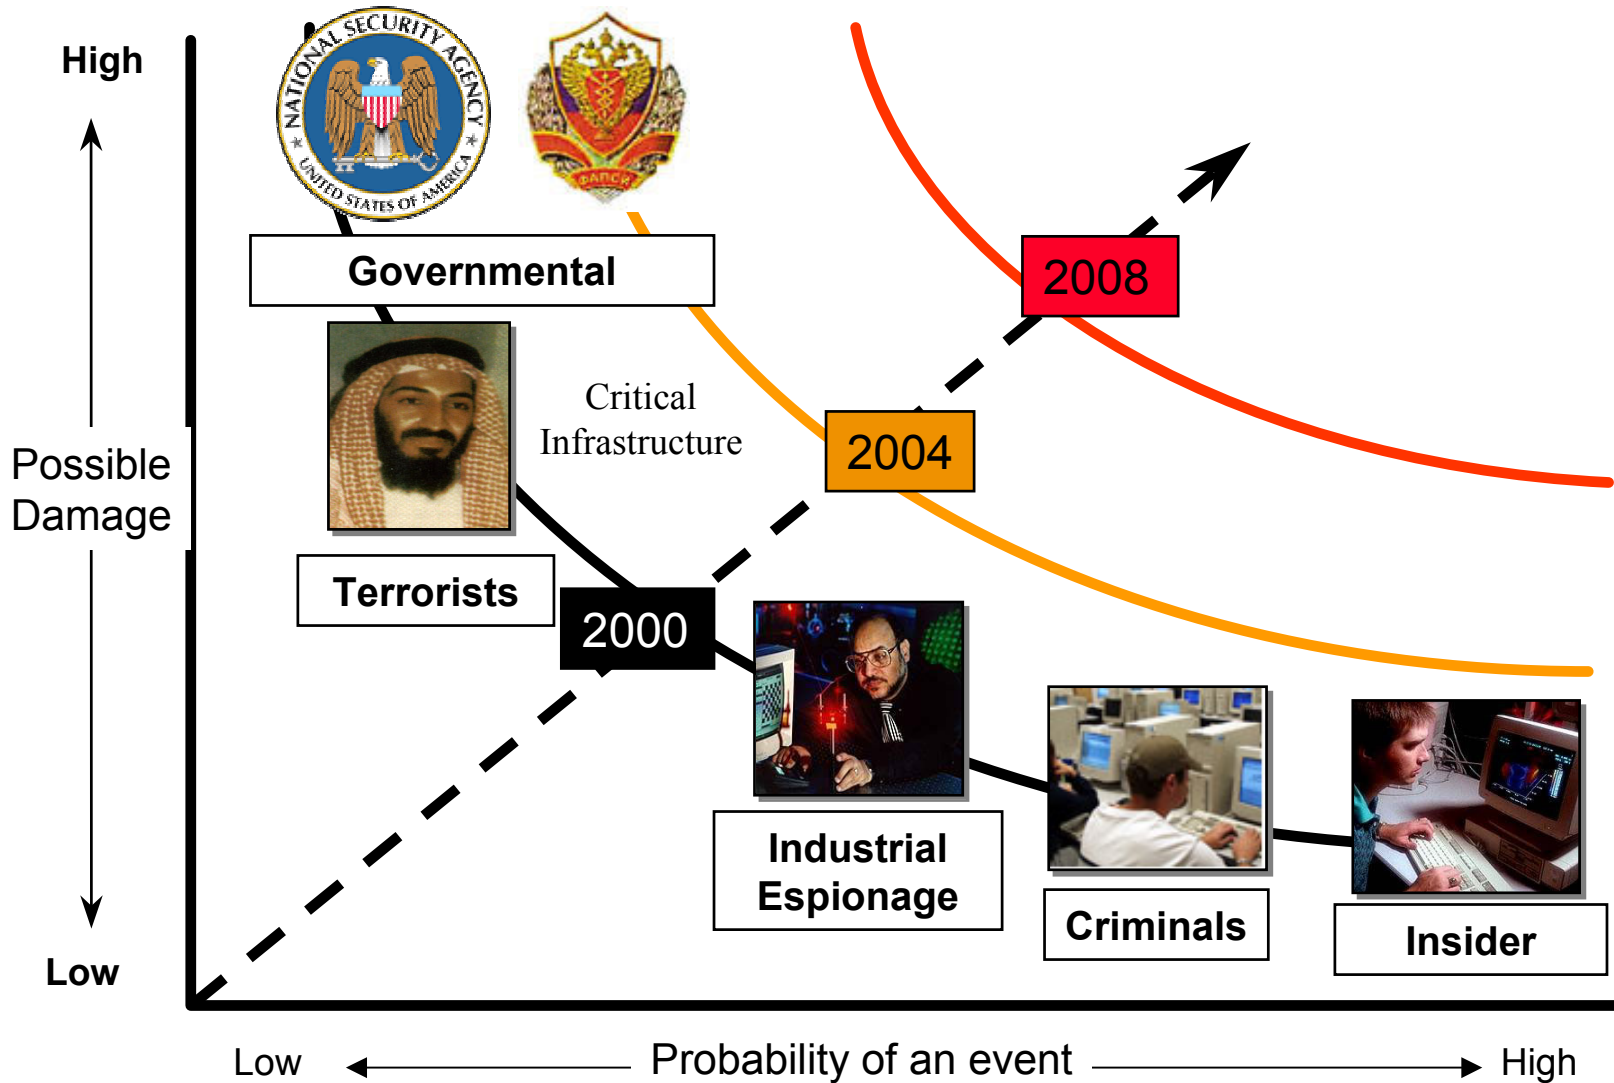 High
NATIONAL SECURITY AGENCY
UNITED STATES OF AMERICA
ФАПСИ
Governmental
2008
Critical
Infrastructure
2004
Possible
Damage
Terrorists
2000
Industrial
Espionage
Criminals
Insider
Low
Low
Probability of an event
High